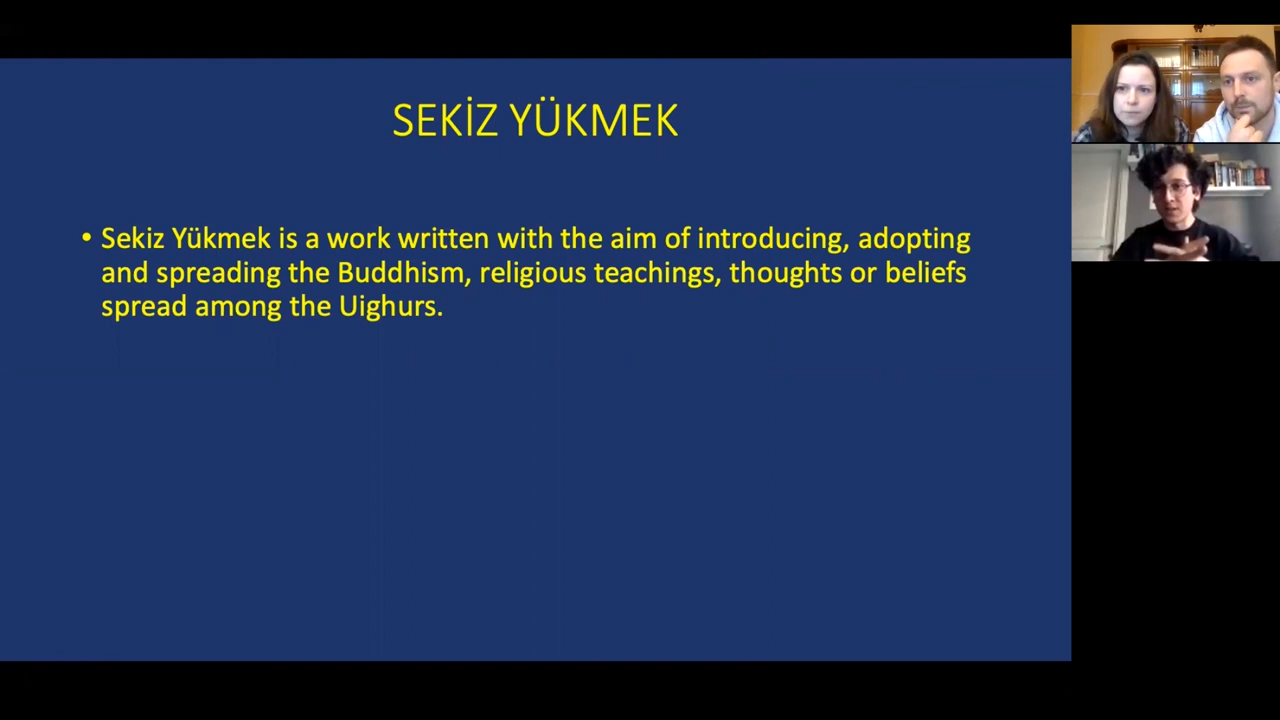 SEKİZ YÜKMEK
• Sekiz Yükmek is a work written with the aim of introducing, adopting
and spreading the Buddhism, religious teachings, thoughts or beliefs
spread among the Uighurs.